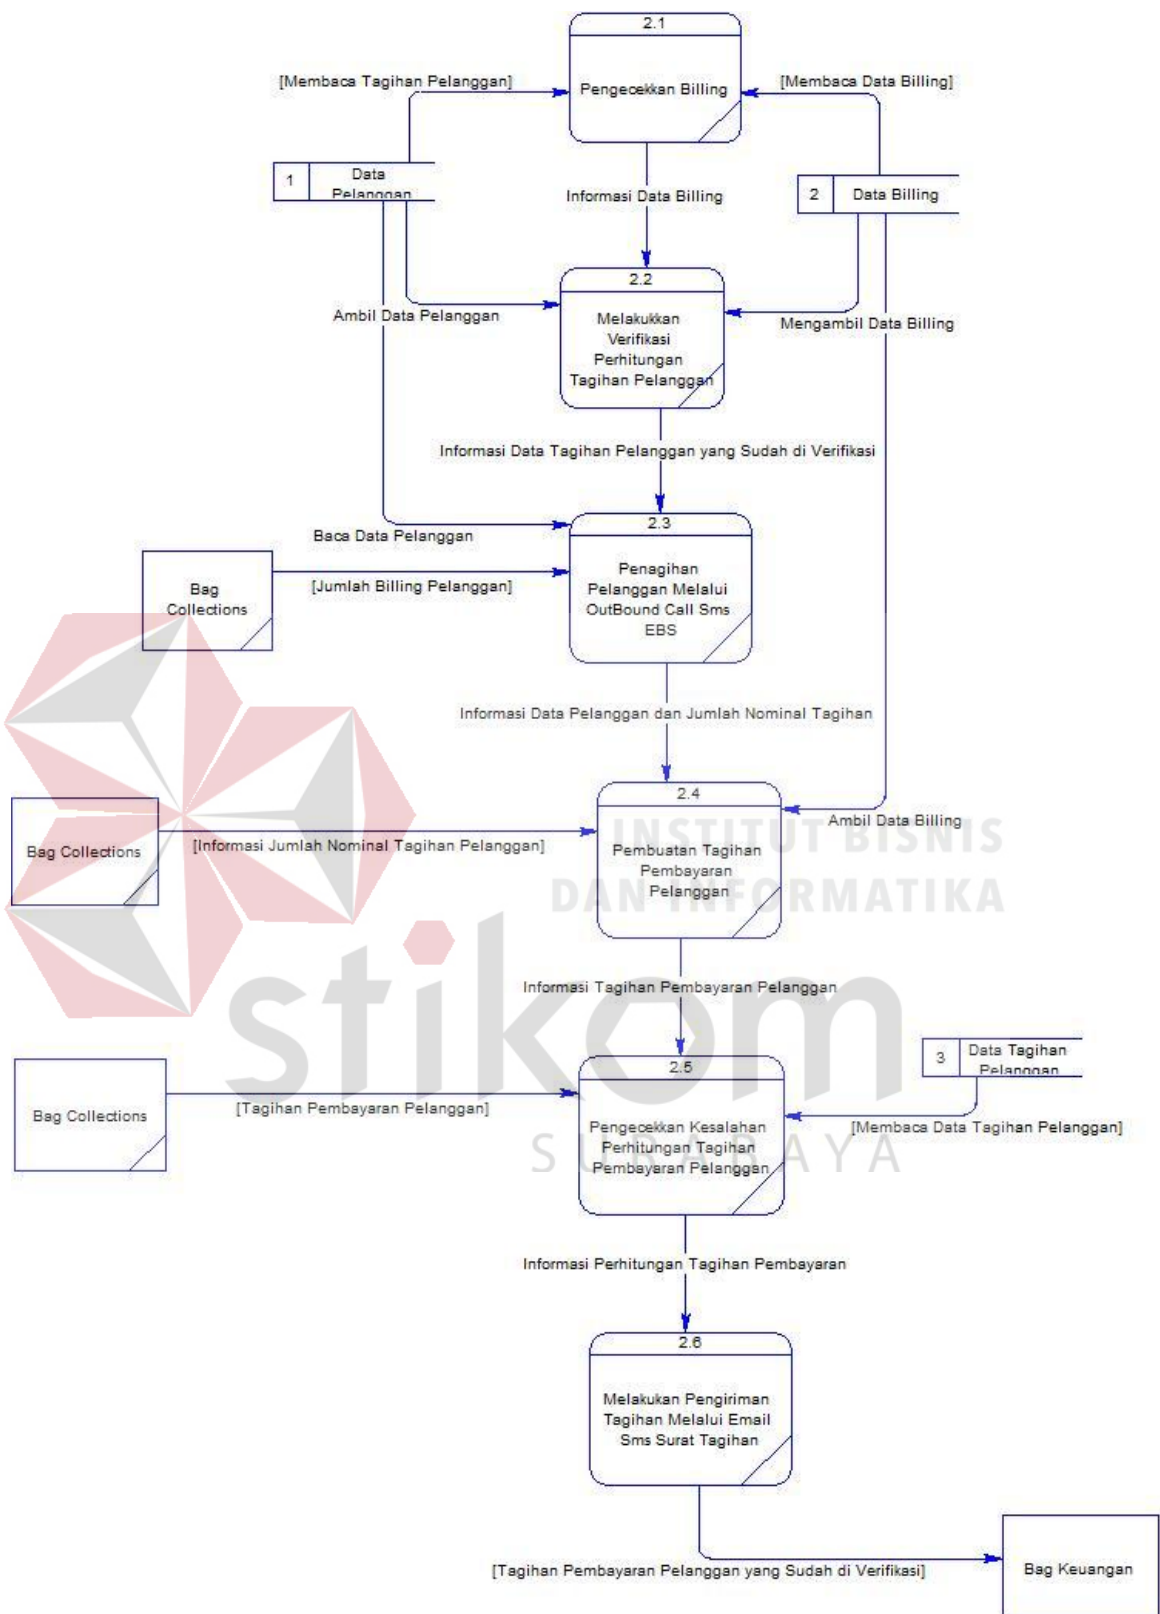 2.1
[Membaca Tagihan Pelanggan]
[Membaca Data Billing]
Pengecekkan Billing
1
Data
Pelanggan
Informasi Data Billing
2
Data Billing
2.2
Ambil Data Pelanggan
Melakukkan
Verifikasi
Perhitungan
Tagihan Pelanggan
Mengambil Data Billing
Informasi Data Tagihan Pelanggan yang Sudah di Verifikasi
2.3
Baca Data Pelanggan
Bag
Collections
[Jumlah Billing Pelanggan]
Penagihan
Pelanggan Melalui
OutBound Call Sms
EBS
Informasi Data Pelanggan dan Jumlah Nominal Tagihan
2.4
Ambil Data Billing
Bag Collections
[Informasi Jumlah Nominal Tagihan Pelanggan]
Pembuatan Tagihan
Pembayaran
Pelanggan
INSTITUT BISNIS
DAN INFORMATIKA
Informasi Tagihan Pembayaran Pelanggan
stikom
SURABAYA
3
Data Tagihan
Pelanggan
2.5
Bag Collections
[Tagihan Pembayaran Pelanggan]
Pengecekkan Kesalahan
Perhitungan Tagihan
Pembayaran Pelanggan
[Membaca Data Tagihan Pelanggan]
Informasi Perhitungan Tagihan Pembayaran
2.6
Melakukan Pengiriman
Tagihan Melalui Email
Sms Surat Tagihan
[Tagihan Pembayaran Pelanggan yang Sudah di Verifikasi]
Bag Keuangan